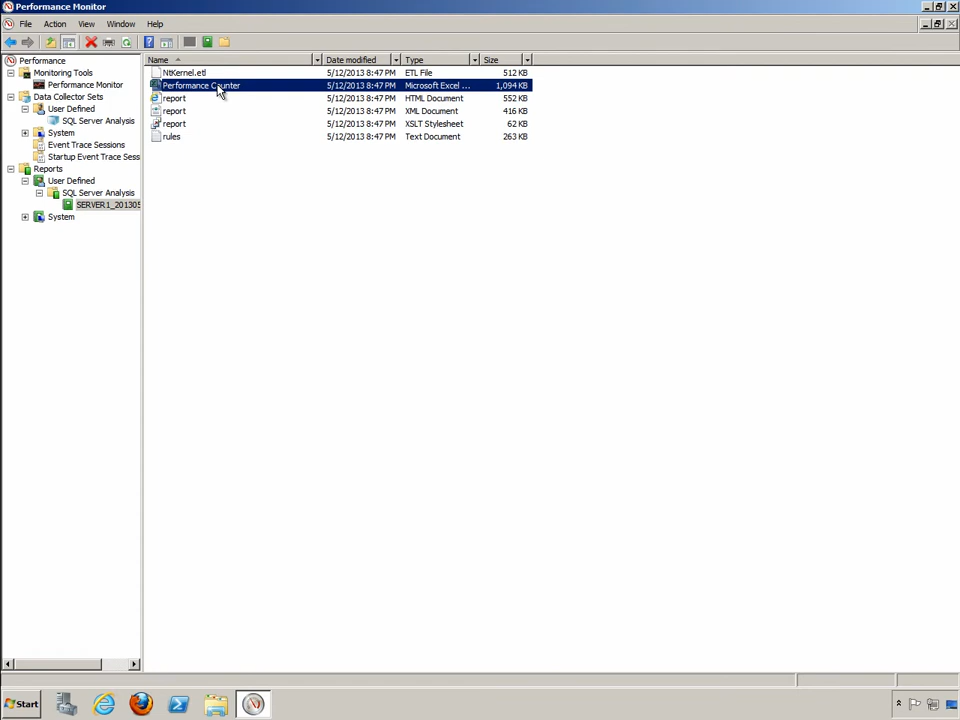 Performance Monitor
File Action View Window Help
Performance
Monitoring Tools
Performance Monitor
Data Collector Sets
User Defined
SQL Server Analysis
System
Event Trace Sessions
Startup Event Trace Sess
Reports
User Defined
SQL Server Analysis
SERVER1_201305
System
Name Date modified Type Size
NtKernel.etl 5/12/2013 8:47 PM ETL File 512 KB
Performance Counter 5/12/2013 8:47 PM Microsoft Excel ... 1,094 KB
report 5/12/2013 8:47 PM HTML Document 552 KB
report 5/12/2013 8:47 PM XML Document 416 KB
report 5/12/2013 8:47 PM XSLT Stylesheet 62 KB
rules 5/12/2013 8:47 PM Text Document 263 KB
Start